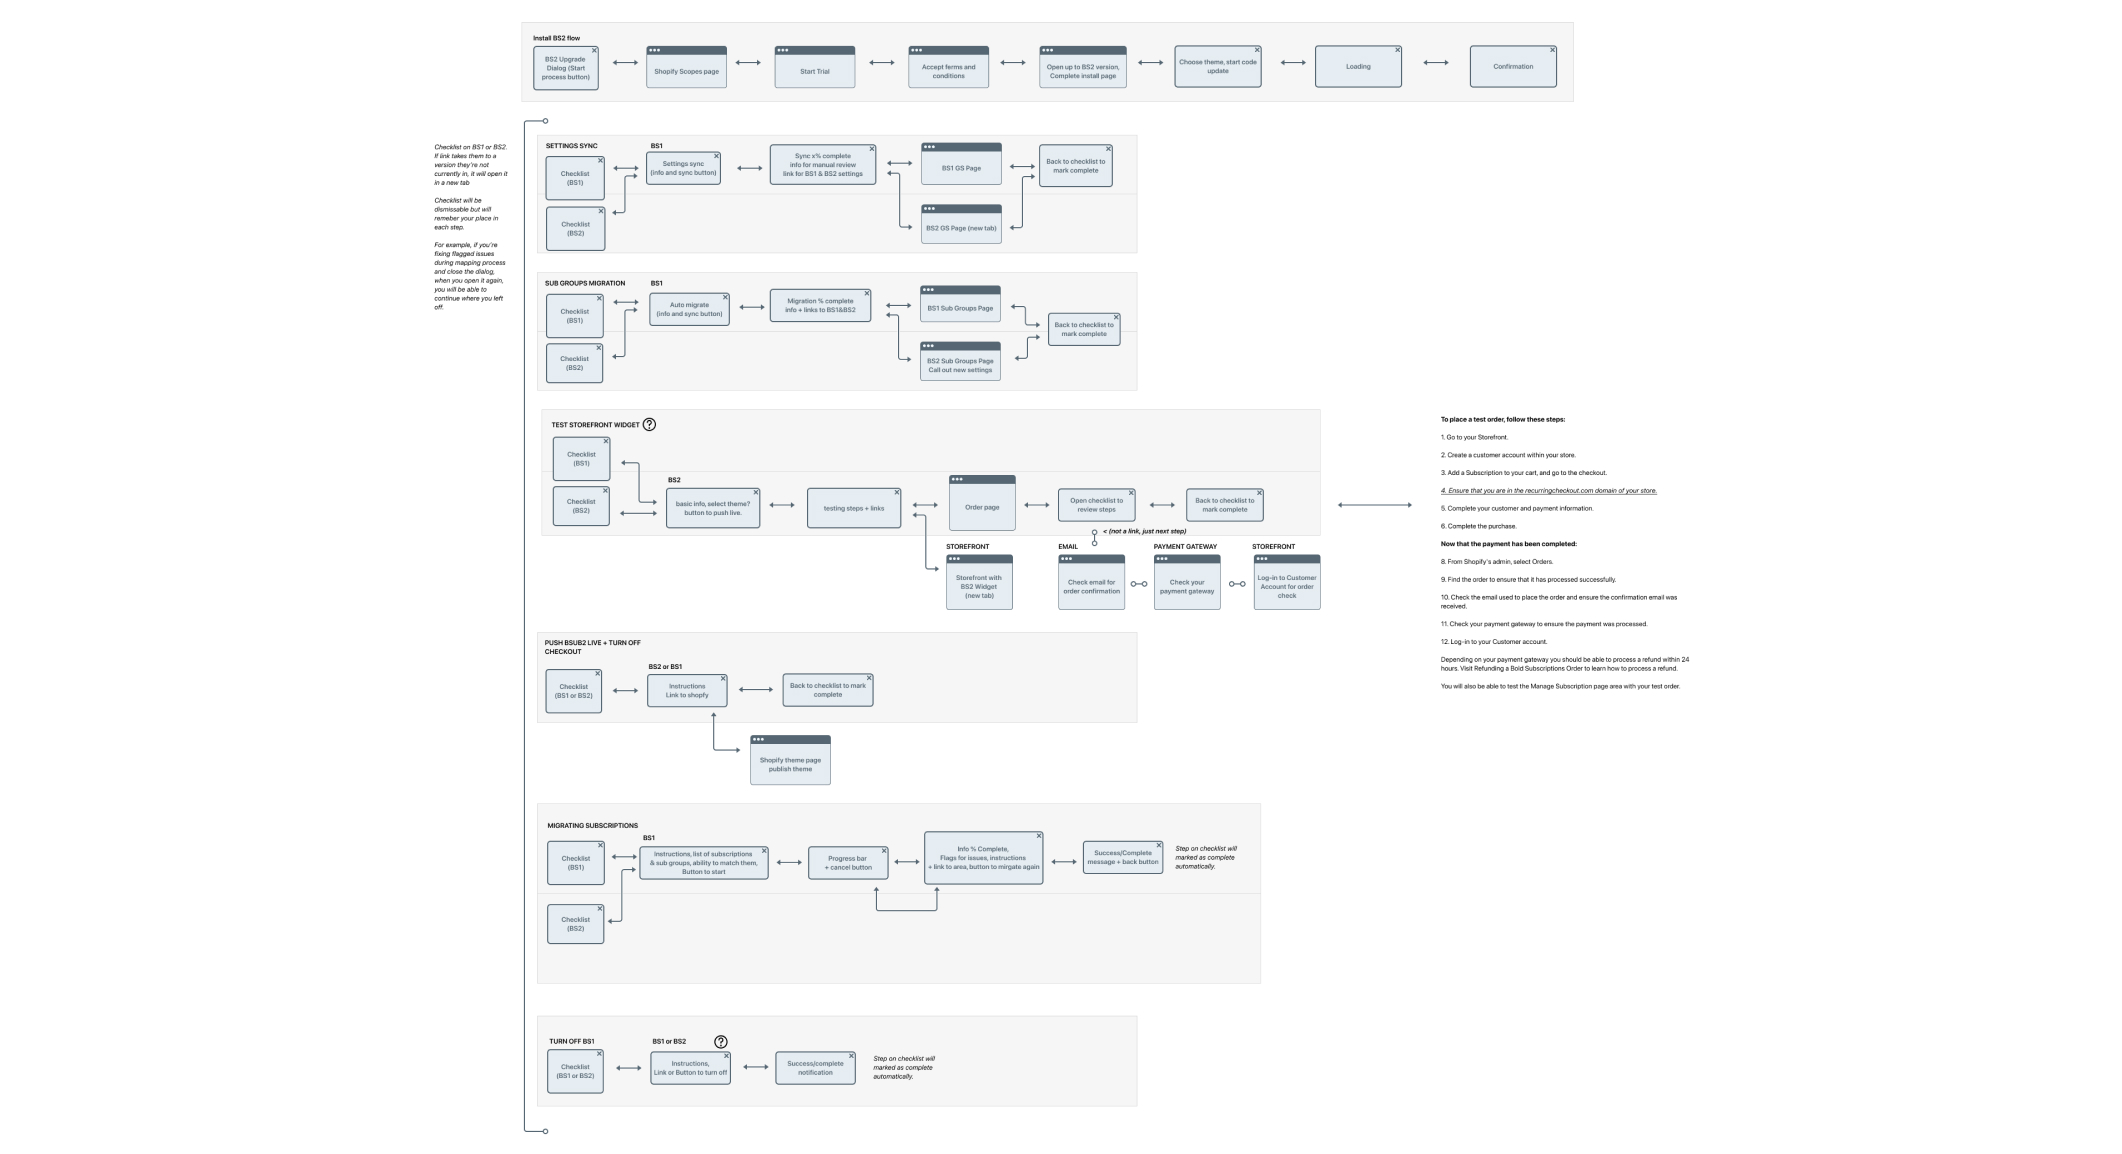 Install BS2 flow
BS2 Upgrade
Dialog (Start
process button)
Shopify Scopes page
Start Trial
Accept ferms and
conditions
Open up to BS2 version,
Complete install page
Choose theme, start code
update
Loading
Confirmation
Checklist on BS1 or BS2.
If link takes them to a
version they're not
currently in, it will open it
in a new tab
Checklist will be
dismissable but will
remeber your place in
each step.
For example, if you're
fixing flagged issues
during mapping process
and close the dialog,
when you open it again,
you will be able to
continue where you left
off.
SETTINGS SYNC
BS1
Checklist
(BS1)
Settings sync
(info and sync button)
Sync x% complete
info for manual review
link for BS1 & BS2 settings
BS1 GS Page
Back to checklist to
mark complete
Checklist
(BS2)
BS2 GS Page (new tab)
SUB GROUPS MIGRATION
BS1
Checklist
(BS1)
Auto migrate
(info and sync button)
Migration % complete
info + links to BS1&BS2
BS1 Sub Groups Page
Back to checklist to
mark complete
Checklist
(BS2)
BS2 Sub Groups Page
Call out new settings
TEST STOREFRONT WIDGET ?
Checklist
(BS1)
BS2
Checklist
(BS2)
basic info, select theme?
button to push live.
testing steps + links
Order page
Open checklist to
review steps
Back to checklist to
mark complete
< (not a link, just next step)
STOREFRONT
Storefront with
BS2 Widget
(new tab)
EMAIL
Check email for
order confirmation
PAYMENT GATEWAY
Check your
payment gateway
STOREFRONT
Log-in to Customer
Account for order
check
To place a test order, follow these steps:
1. Go to your Storefront.
2. Create a customer account within your store.
3. Add a Subscription to your cart, and go to the checkout.
4. Ensure that you are in the recurringcheckout.com domain of your store.
5. Complete your customer and payment information.
6. Complete the purchase.
Now that the payment has been completed:
8. From Shopify's admin, select Orders.
9. Find the order to ensure that it has processed successfully.
10. Check the email used to place the order and ensure the confirmation email was
received.
11. Check your payment gateway to ensure the payment was processed.
12. Log-in to your Customer account.
Depending on your payment gateway you should be able to process a refund within 24
hours. Visit Refunding a Bold Subscriptions Order to learn how to process a refund.
You will also be able to test the Manage Subscription page area with your test order.
PUSH BSUB2 LIVE + TURN OFF
CHECKOUT
BS2 or BS1
Checklist
(BS1 or BS2)
Instructions
Link to shopfy
Back to checklist to mark
complete
Shopify theme page
publish theme
MIGRATING SUBSCRIPTIONS
BS1
Checklist
(BS1)
Instructions, list of subscriptions
& sub groups, ability to match them,
Button to start
Progress bar
+ cancel button
Info % Complete,
Flags for issues, instructions
+ link to area, button to mirgate again
Success/Complete
message + back button
Step on checklist will
marked as complete
automatically.
Checklist
(BS2)
TURN OFF BS1
BS1 or BS2
?
Checklist
(BS1 or BS2)
Instructions,
Link or Button to turn off
Success/complete
notification
Step on checklist will
marked as complete
automatically.